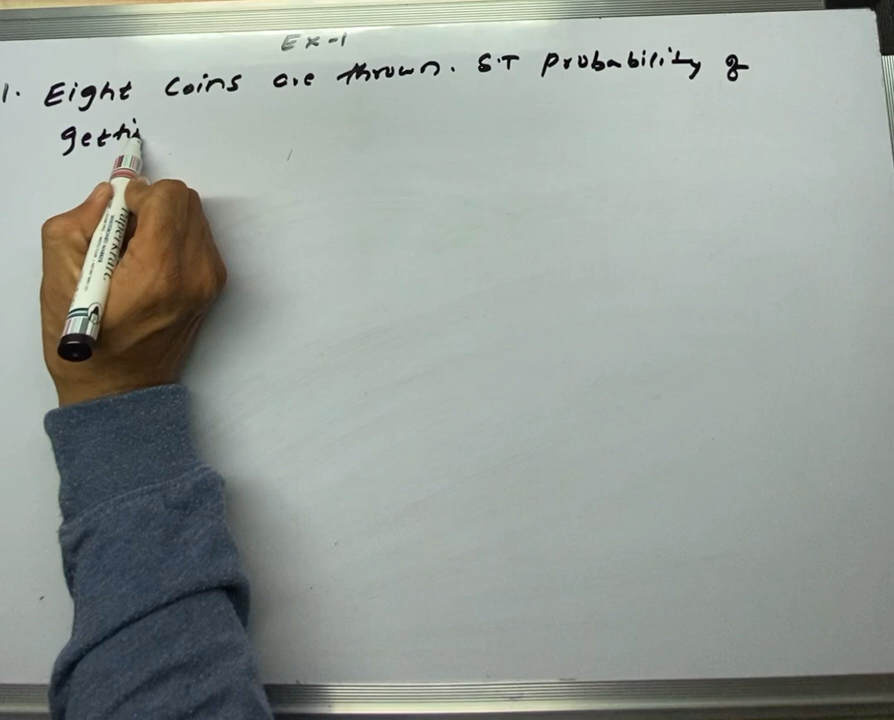 Ex-1
1. Eight Coins are thrown. S.T probability of
getti